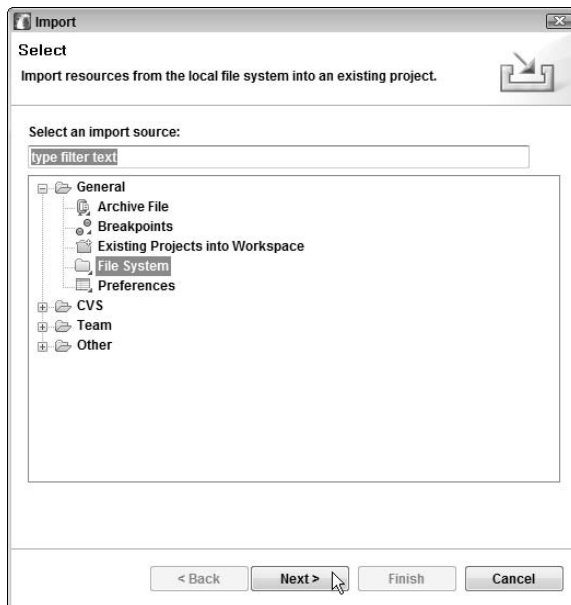 Import
Select
Import resources from the local file system into an existing project.
Select an import source:
type filter text
General
Archive File
Breakpoints
Existing Projects into Workspace
File System
Preferences
CVS
Team
Other
< Back Next > Finish Cancel